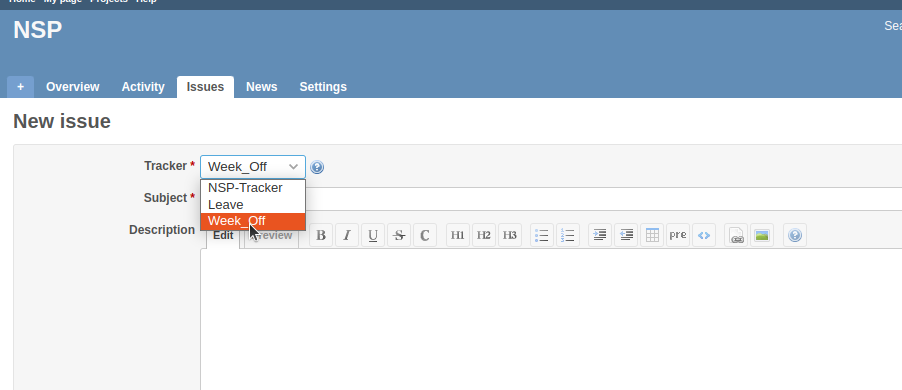 Home My page Projects Help
NSP
+ Overview Activity Issues News Settings
New issue
Tracker * Week_Off
NSP-Tracker
Subject *
Leave
Week_Off
Description
Edit Preview B I U S C H1 H2 H3 pre